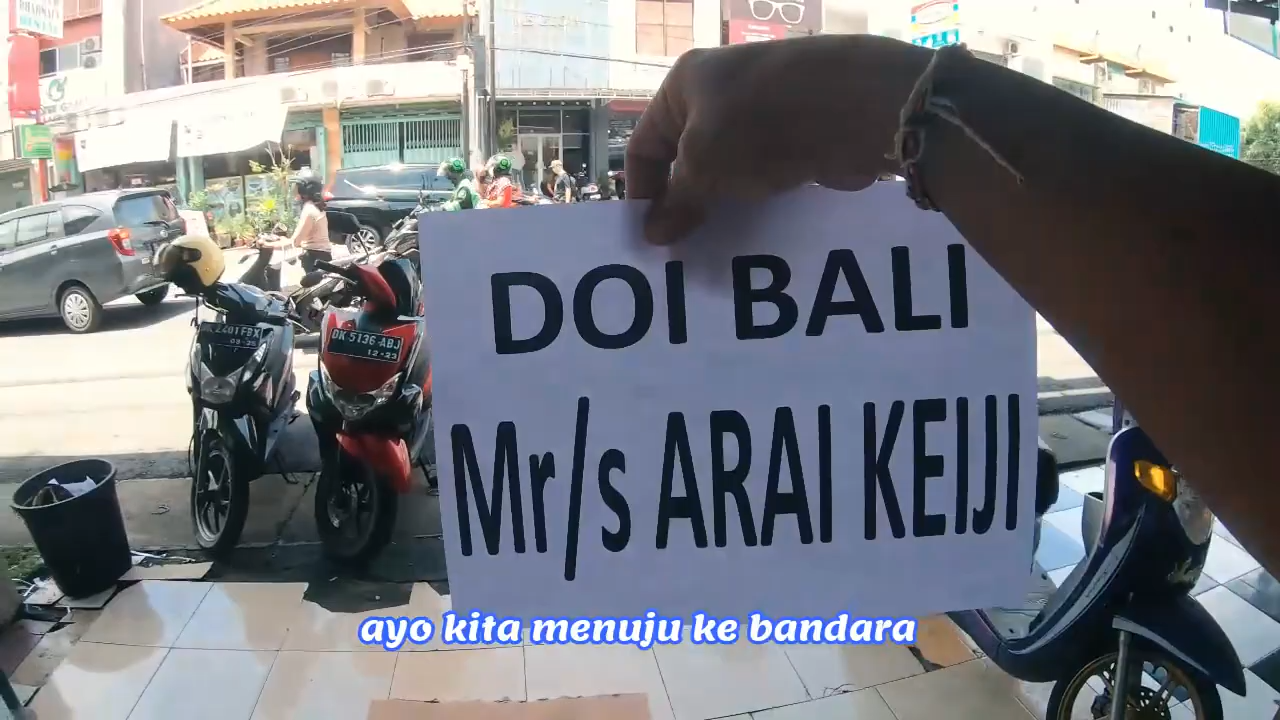 DK 5136 ABJ
12-23
DOI BALI
Mr/s ARAI KEIJI
ayo kita menuju ke bandara